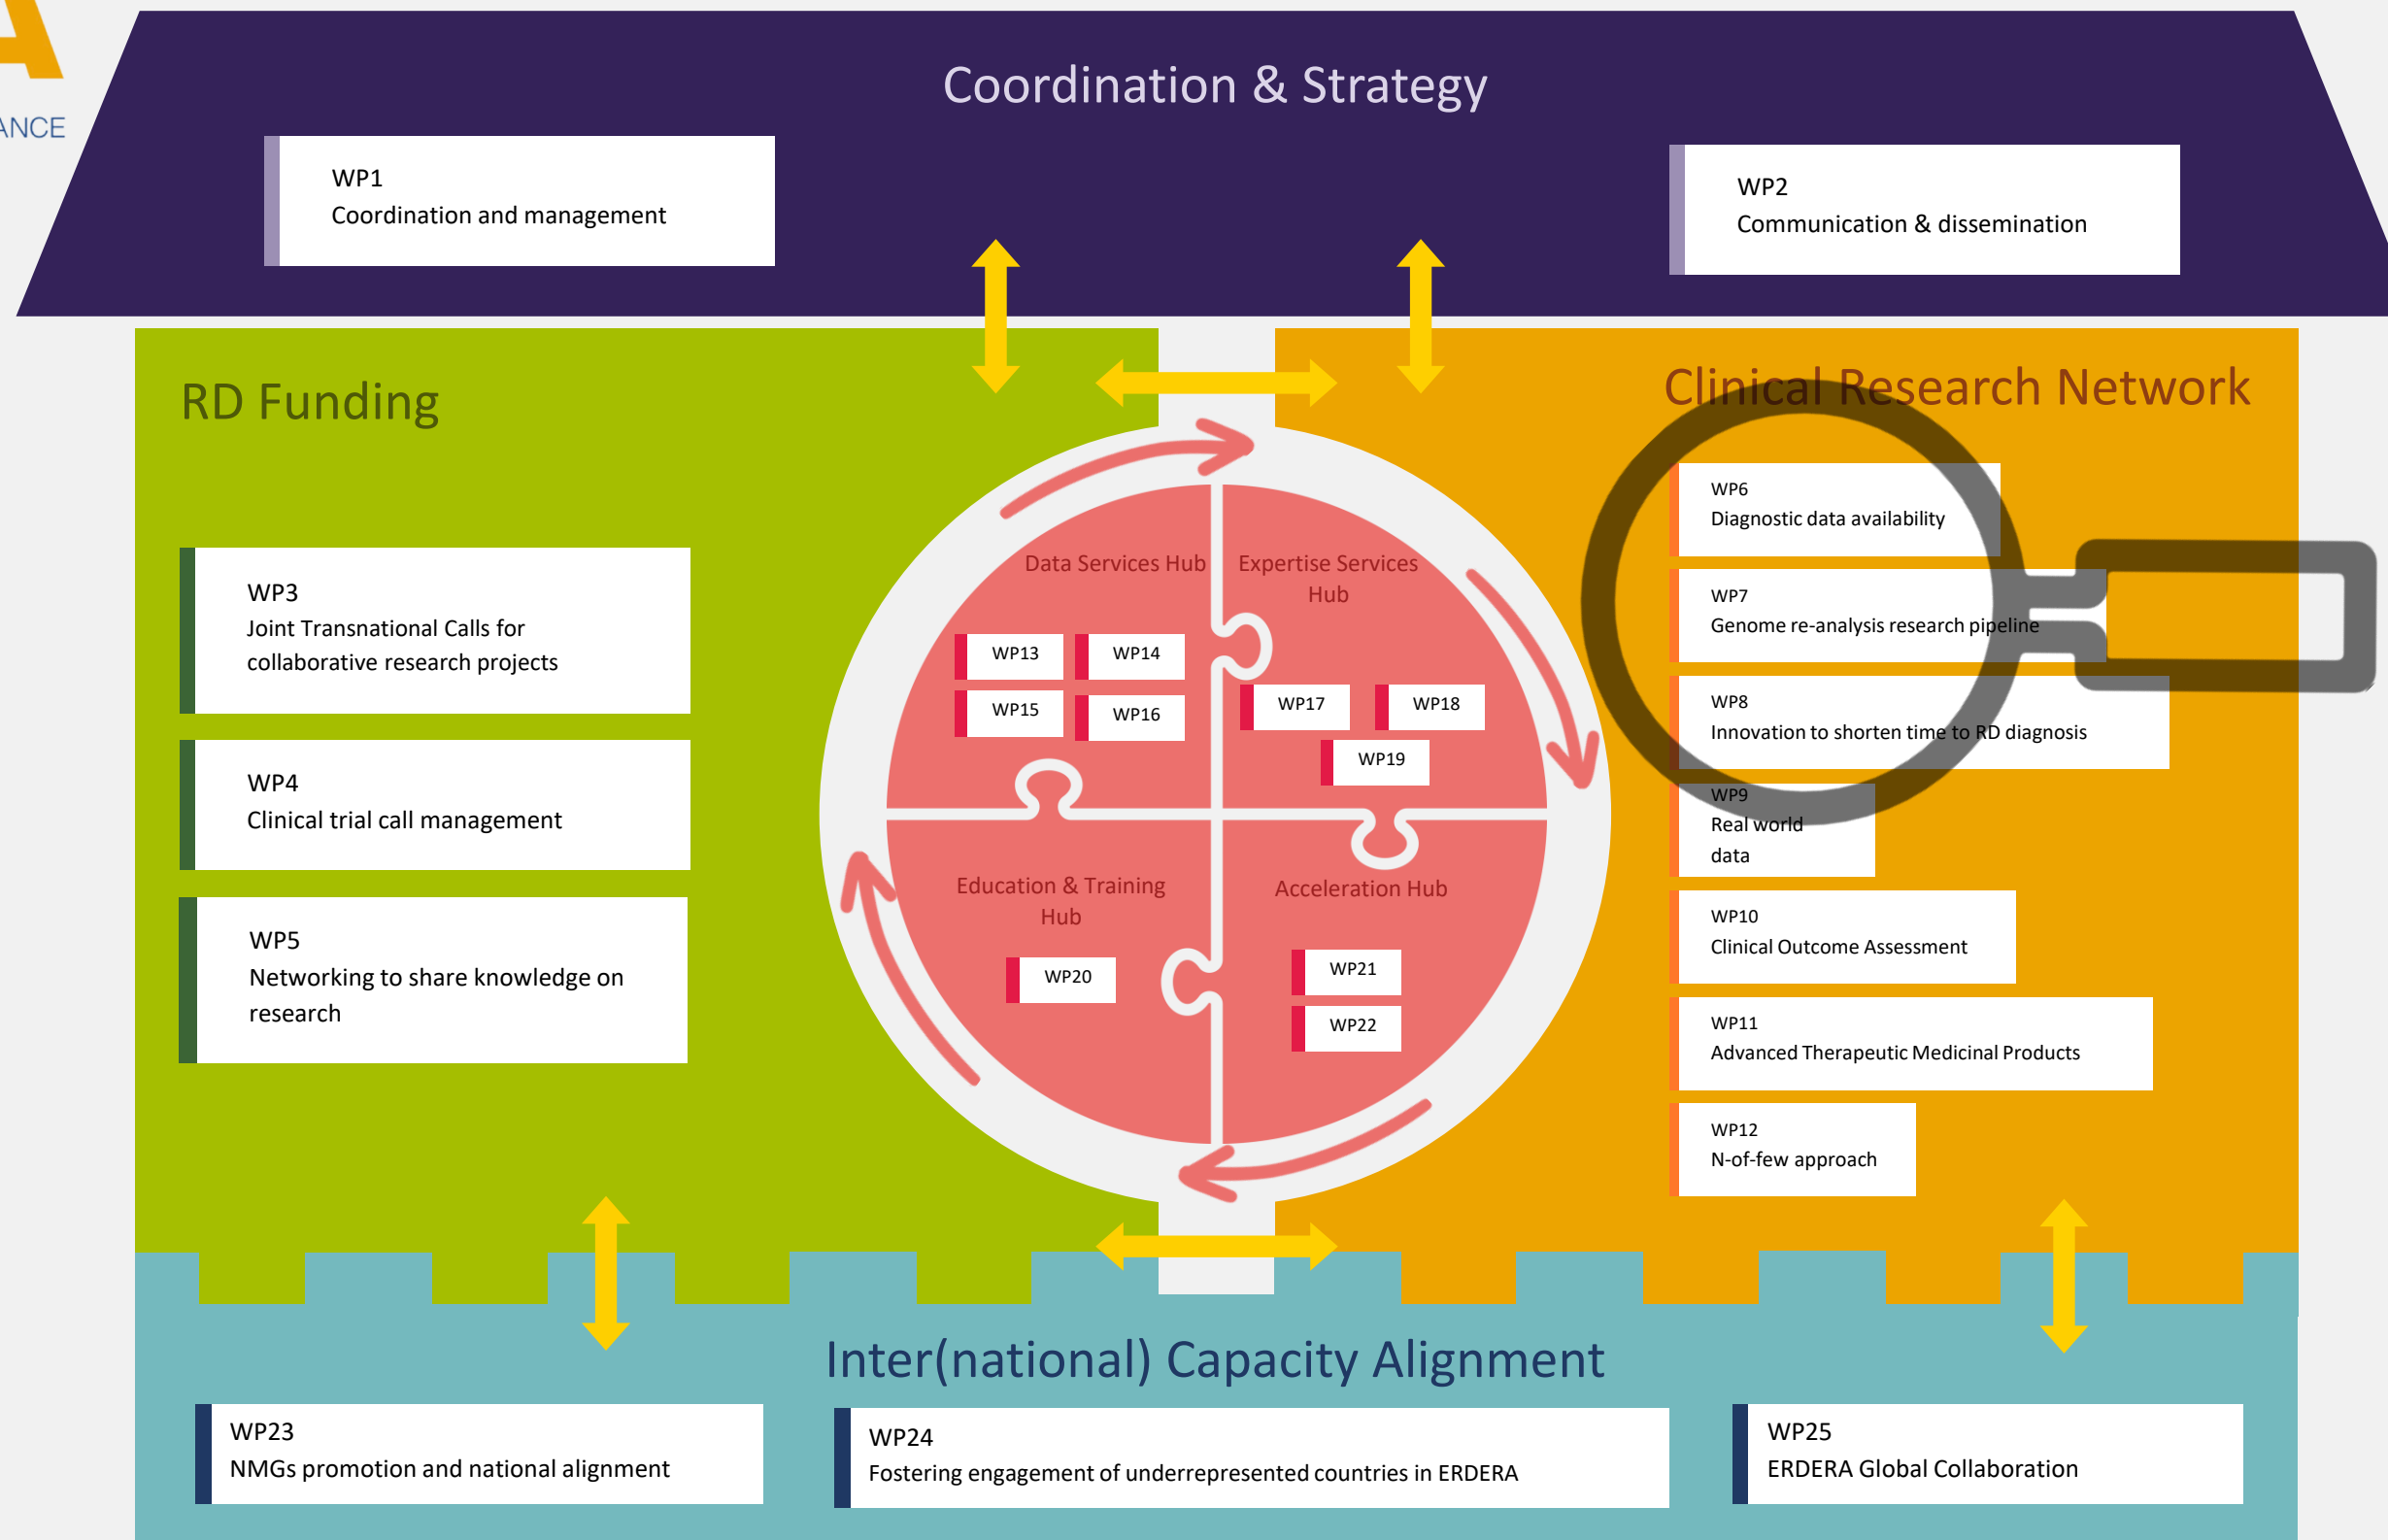 A
ANCE
Coordination & Strategy
WP1
Coordination and management
WP2
Communication & dissemination
RD Funding
WP3
Joint Transnational Calls for
collaborative research projects
WP4
Clinical trial call management
WP5
Networking to share knowledge on
research
Data Services Hub
WP13
WP14
WP15
WP16
Expertise Services
Hub
WP17
WP18
WP19
Education & Training
Hub
WP20
Acceleration Hub
WP21
WP22
Clinical Research Network
WP6
Diagnostic data availability
WP7
Genome re-analysis research pipeline
WP8
Innovation to shorten time to RD diagnosis
WP9
Real world
data
WP10
Clinical Outcome Assessment
WP11
Advanced Therapeutic Medicinal Products
WP12
N-of-few approach
Inter(national) Capacity Alignment
WP23
NMGs promotion and national alignment
WP24
Fostering engagement of underrepresented countries in ERDERA
WP25
ERDERA Global Collaboration